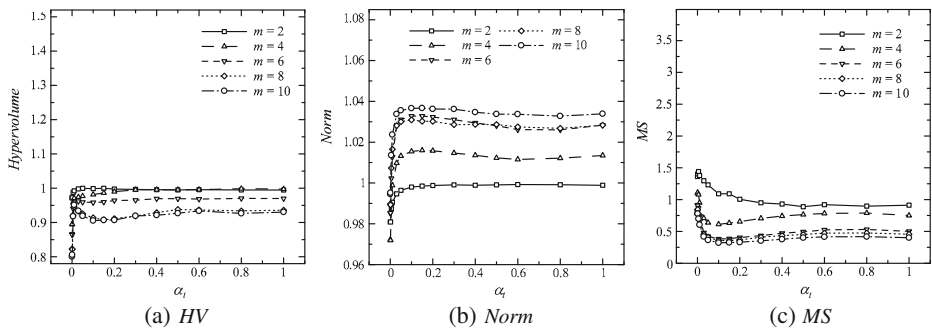 1.5
1.4
1.3
1.2
1.1
1
0.9
0.8
Hypervolume
m = 2
m = 4
m = 6
m = 8
m = 10
0 0.2 0.4 0.6 0.8 1
α_t
(a) HV
1.1
1.08
1.06
1.04
1.02
1
0.98
0.96
Norm
m = 2 m = 8
m = 4 m = 10
m = 6
0 0.2 0.4 0.6 0.8 1
α_t
(b) Norm
3.5
3
2.5
2
1.5
1
0.5
0
MS
m = 2
m = 4
m = 6
m = 8
m = 10
0 0.2 0.4 0.6 0.8 1
α_t
(c) MS